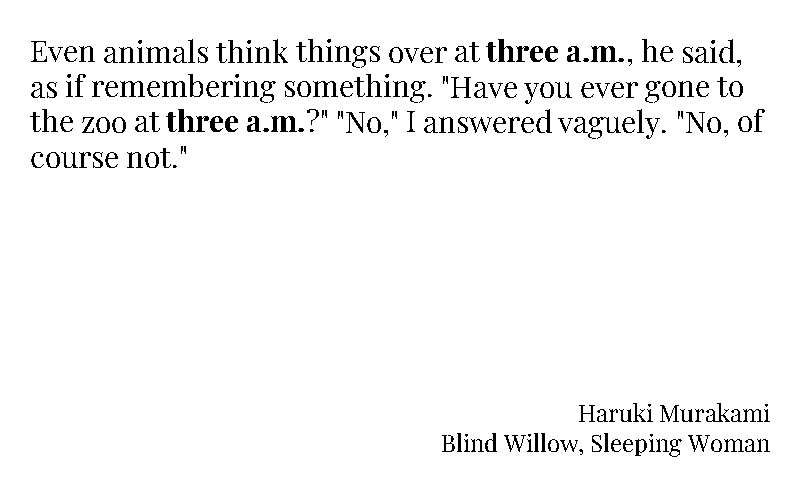 Even animals think things over at three a.m., he said,
as if remembering something. "Have you ever gone to
the zoo at three a.m.?" "No," I answered vaguely. "No, of
course not."
Haruki Murakami
Blind Willow, Sleeping Woman